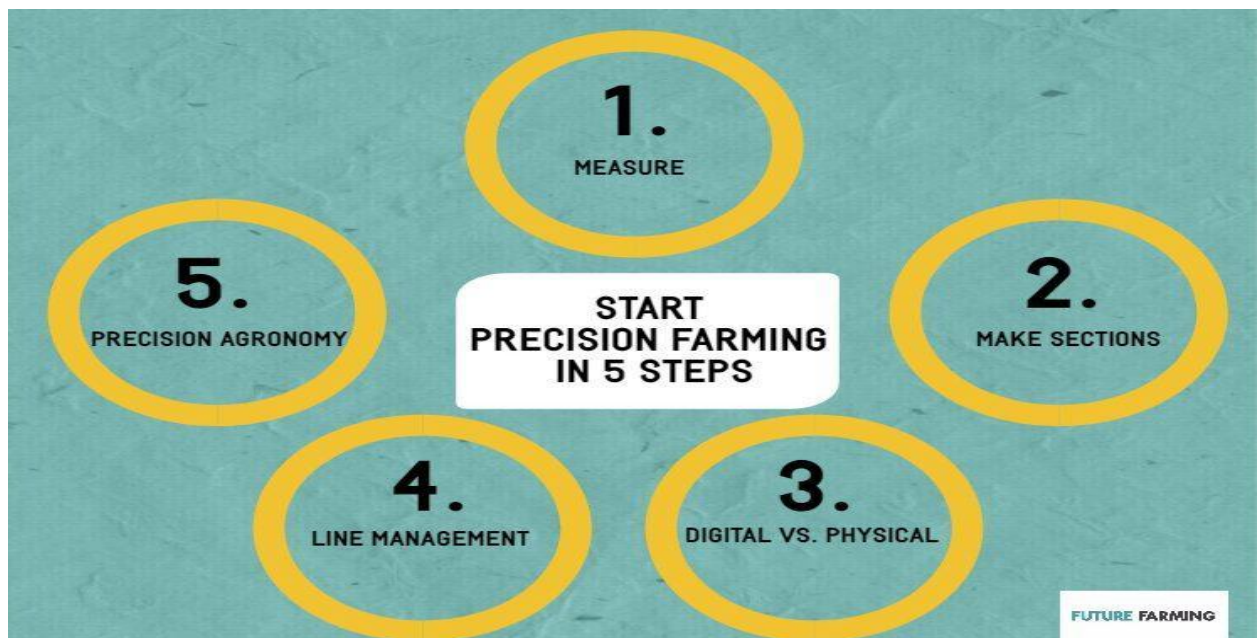 START
PRECISION FARMING
IN 5 STEPS
1.
MEASURE
2.
MAKE SECTIONS
3.
DIGITAL VS. PHYSICAL
4.
LINE MANAGEMENT
5.
PRECISION AGRONOMY
FUTURE FARMING